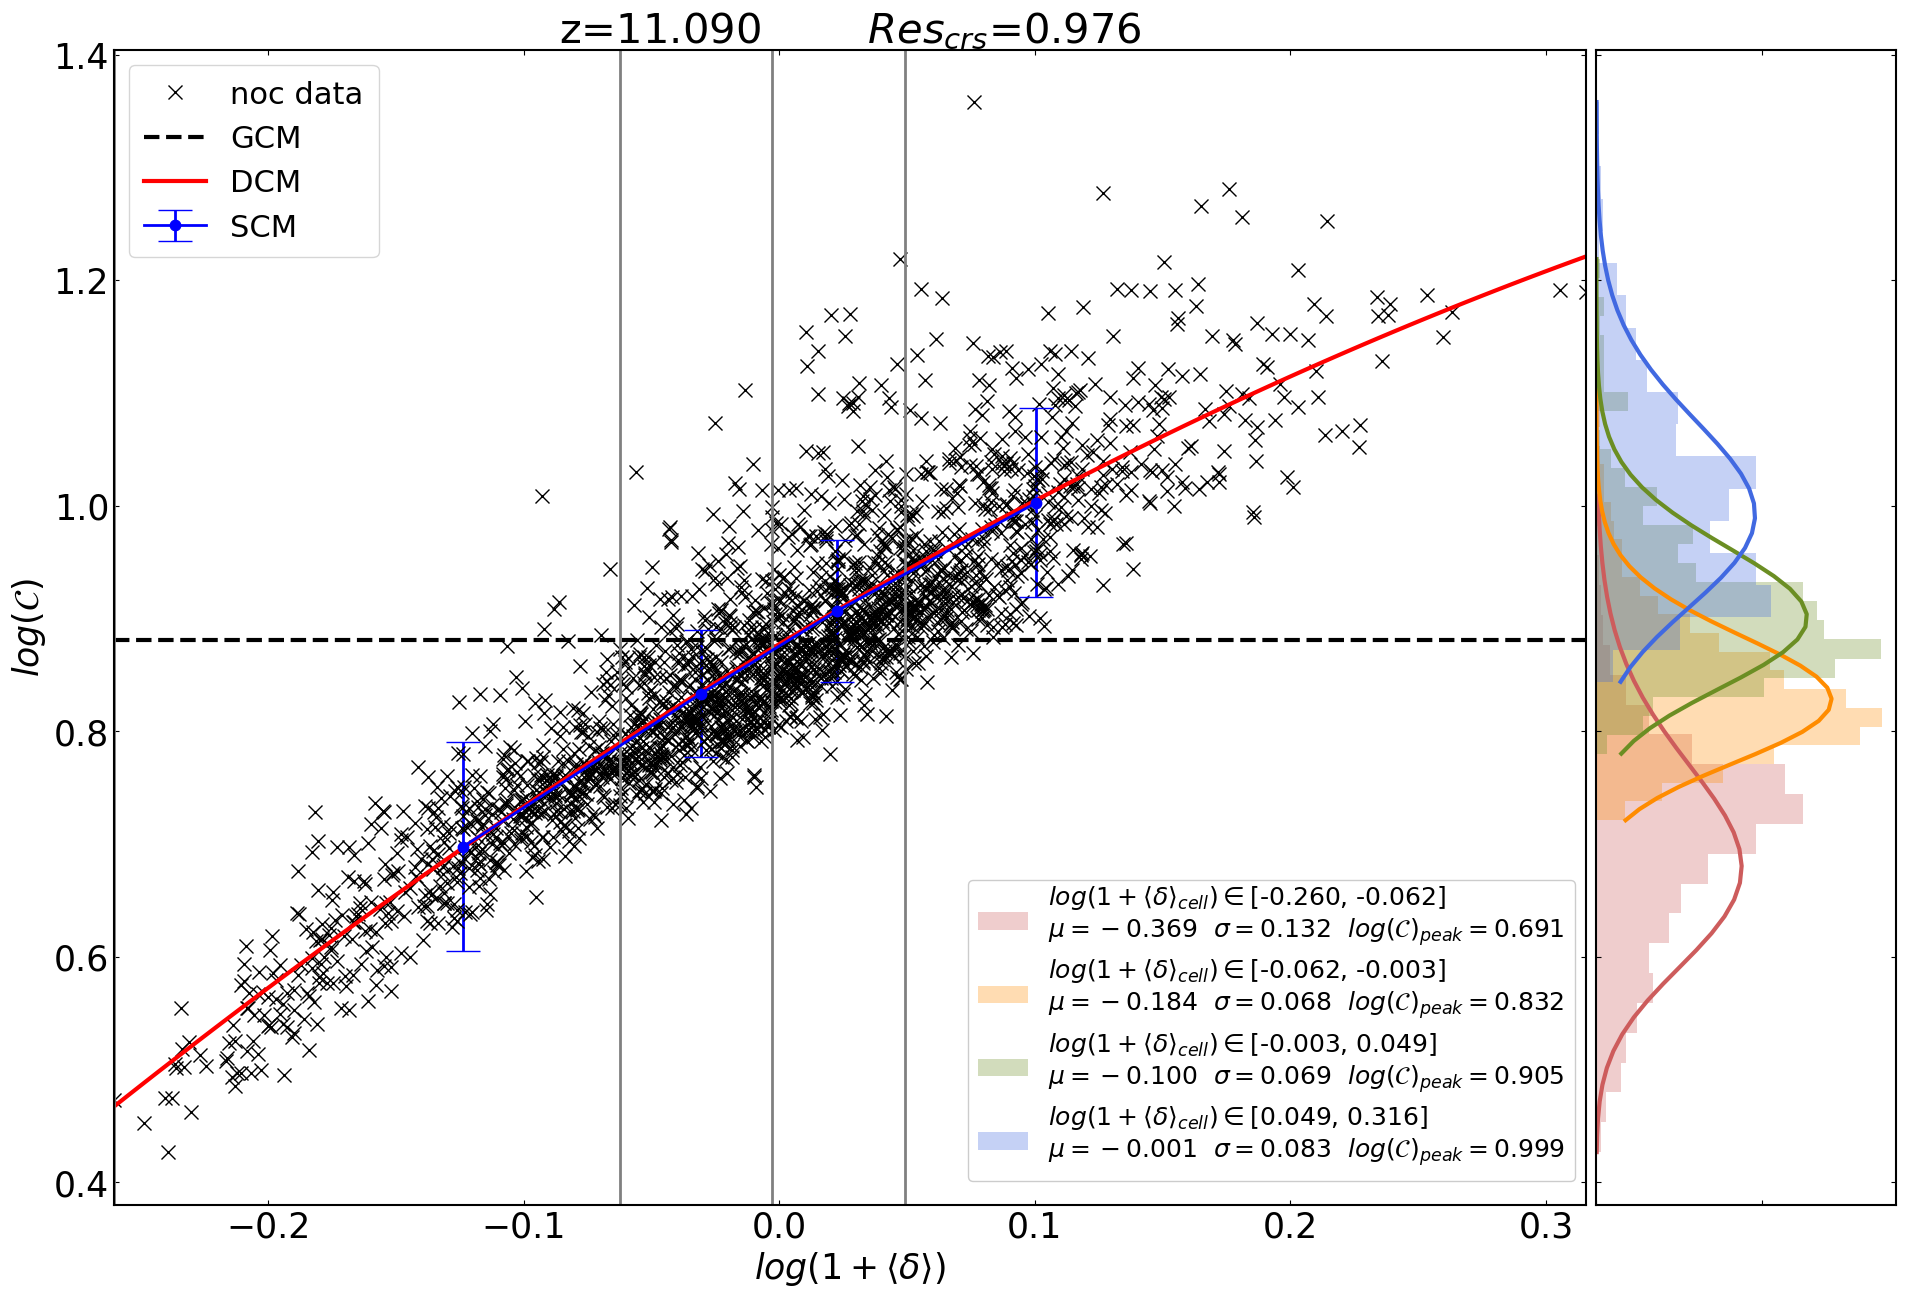 z=11.090 Res_crs=0.976
1.4
1.2
1.0
0.8
0.6
0.4
log(𝒞)
noc data
GCM
DCM
SCM
log(1 + ⟨δ⟩_cell) ∈ [-0.260, -0.062]
μ = −0.369 σ = 0.132 log(𝒞)_peak = 0.691
log(1 + ⟨δ⟩_cell) ∈ [-0.062, -0.003]
μ = −0.184 σ = 0.068 log(𝒞)_peak = 0.832
log(1 + ⟨δ⟩_cell) ∈ [-0.003, 0.049]
μ = −0.100 σ = 0.069 log(𝒞)_peak = 0.905
log(1 + ⟨δ⟩_cell) ∈ [0.049, 0.316]
μ = −0.001 σ = 0.083 log(𝒞)_peak = 0.999
−0.2 −0.1 0.0 0.1 0.2 0.3
log(1 + ⟨δ⟩)